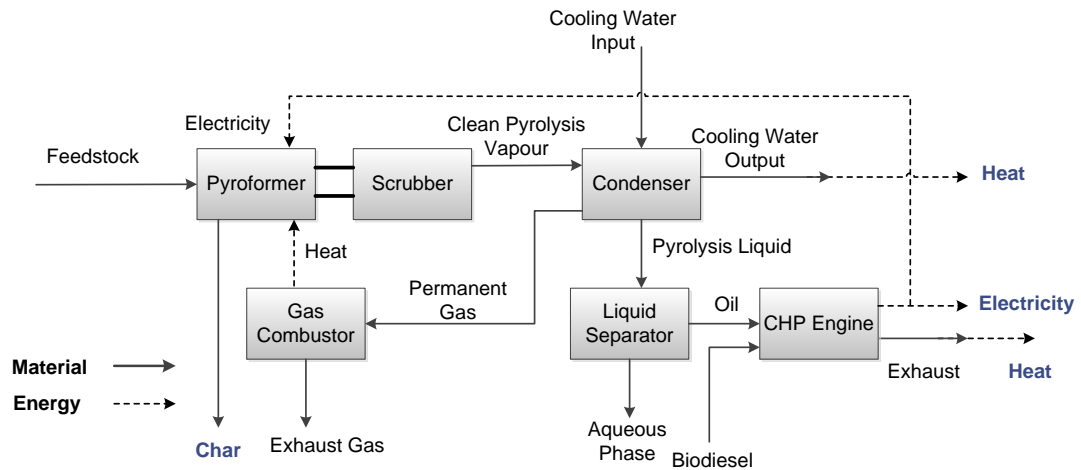 Cooling Water
Input
Electricity
Clean Pyrolysis
Vapour
Cooling Water
Output
Feedstock
Pyroformer
Scrubber
Condenser
Heat
Heat
Pyrolysis Liquid
Permanent
Gas
Gas
Combustor
Liquid
Separator
Oil
CHP Engine
Electricity
Exhaust
Heat
Material
Energy
Char
Exhaust Gas
Aqueous
Phase
Biodiesel